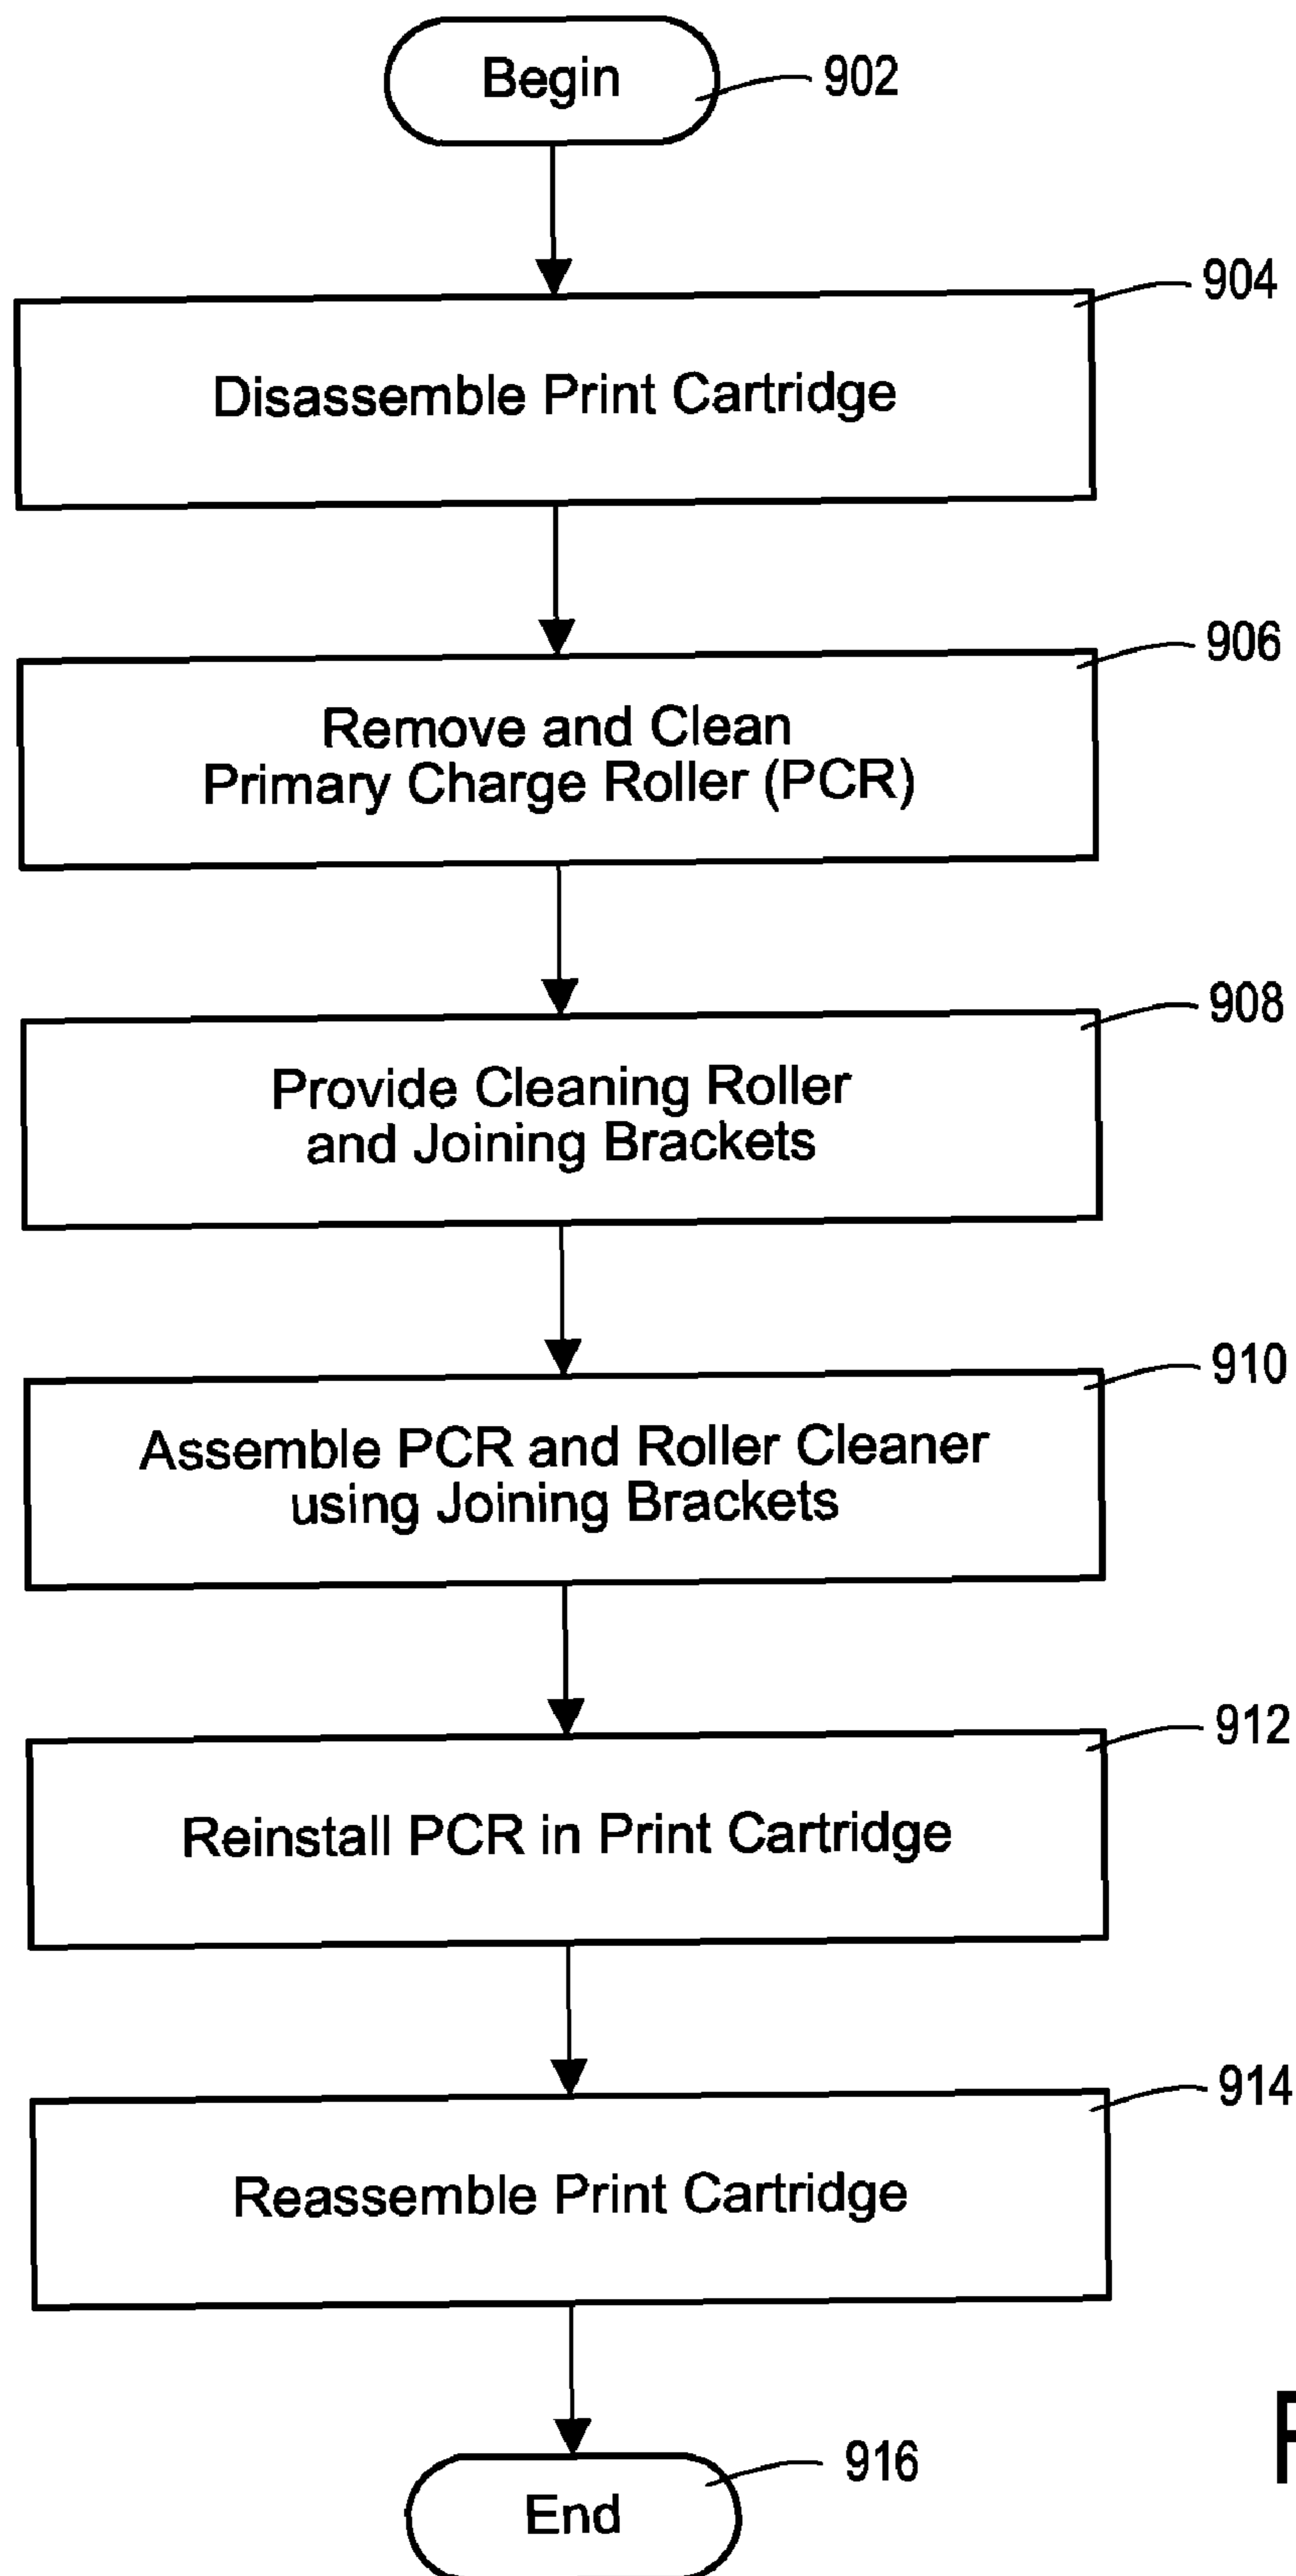 Begin
902
904
Disassemble Print Cartridge
906
Remove and Clean
Primary Charge Roller (PCR)
908
Provide Cleaning Roller
and Joining Brackets
910
Assemble PCR and Roller Cleaner
using Joining Brackets
912
Reinstall PCR in Print Cartridge
914
Reassemble Print Cartridge
916
End